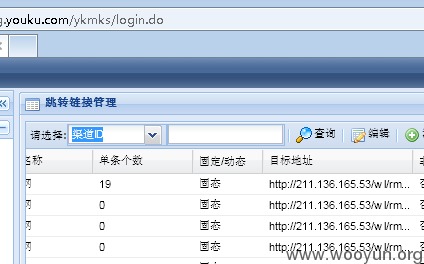 g.youku.com/ykmks/login.do
跳转链接管理
请选择: 渠道ID 查询 编辑
名称 单条个数 固定/动态 目标地址
网 19 固态 http://211.136.165.53/wl/rm...
网 0 固态 http://211.136.165.53/wl/rm...
网 0 固态 http://211.136.165.53/wl/rm...
网 0 固态 http://211.136.165.53/wl/rm...
www.wooyun.org